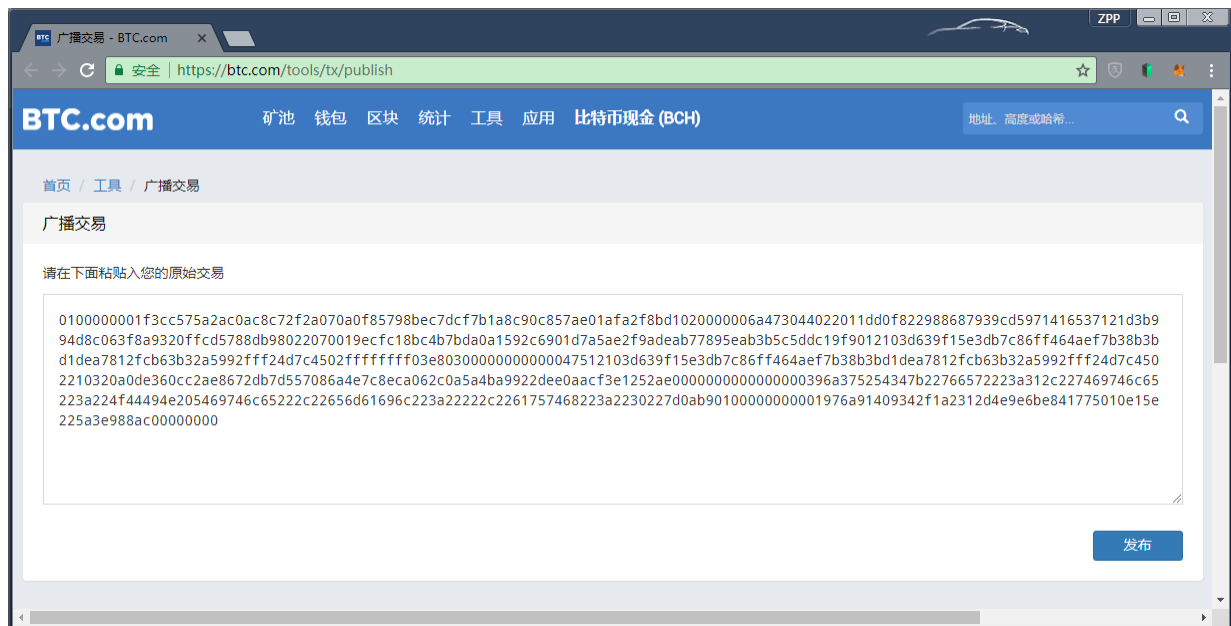 ZPP
广播交易 - BTC.com
安全 | https://btc.com/tools/tx/publish
BTC.com 矿池 钱包 区块 统计 工具 应用 比特币现金 (BCH) 地址、高度或哈希...
首页 / 工具 / 广播交易
广播交易
请在下面粘贴入您的原始交易
0100000001f3cc575a2ac0ac8c72f2a070a0f85798bec7dcf7b1a8c90c857ae01afa2f8bd1020000006a473044022011dd0f822988687939cd5971416537121d3b9
94d8c063f8a9320ffcd5788db98022070019ecfc18bc4b7bda0a1592c6901d7a5ae2f9adeab77895eab3b5c5ddc19f9012103d639f15e3db7c86ff464aef7b38b3b
d1dea7812fcb63b32a5992fff24d7c4502ffffffff03e80300000000000047512103d639f15e3db7c86ff464aef7b38b3bd1dea7812fcb63b32a5992fff24d7c450
2210320a0de360cc2ae8672db7d557086a4e7c8eca062c0a5a4ba9922dee0aacf3e1252ae0000000000000000396a375254347b22766572223a312c227469746c65
223a224f44494e205469746c65222c22656d61696c223a22222c2261757468223a2230227d0ab90100000000001976a91409342f1a2312d4e9e6be841775010e15e
225a3e988ac00000000
发布